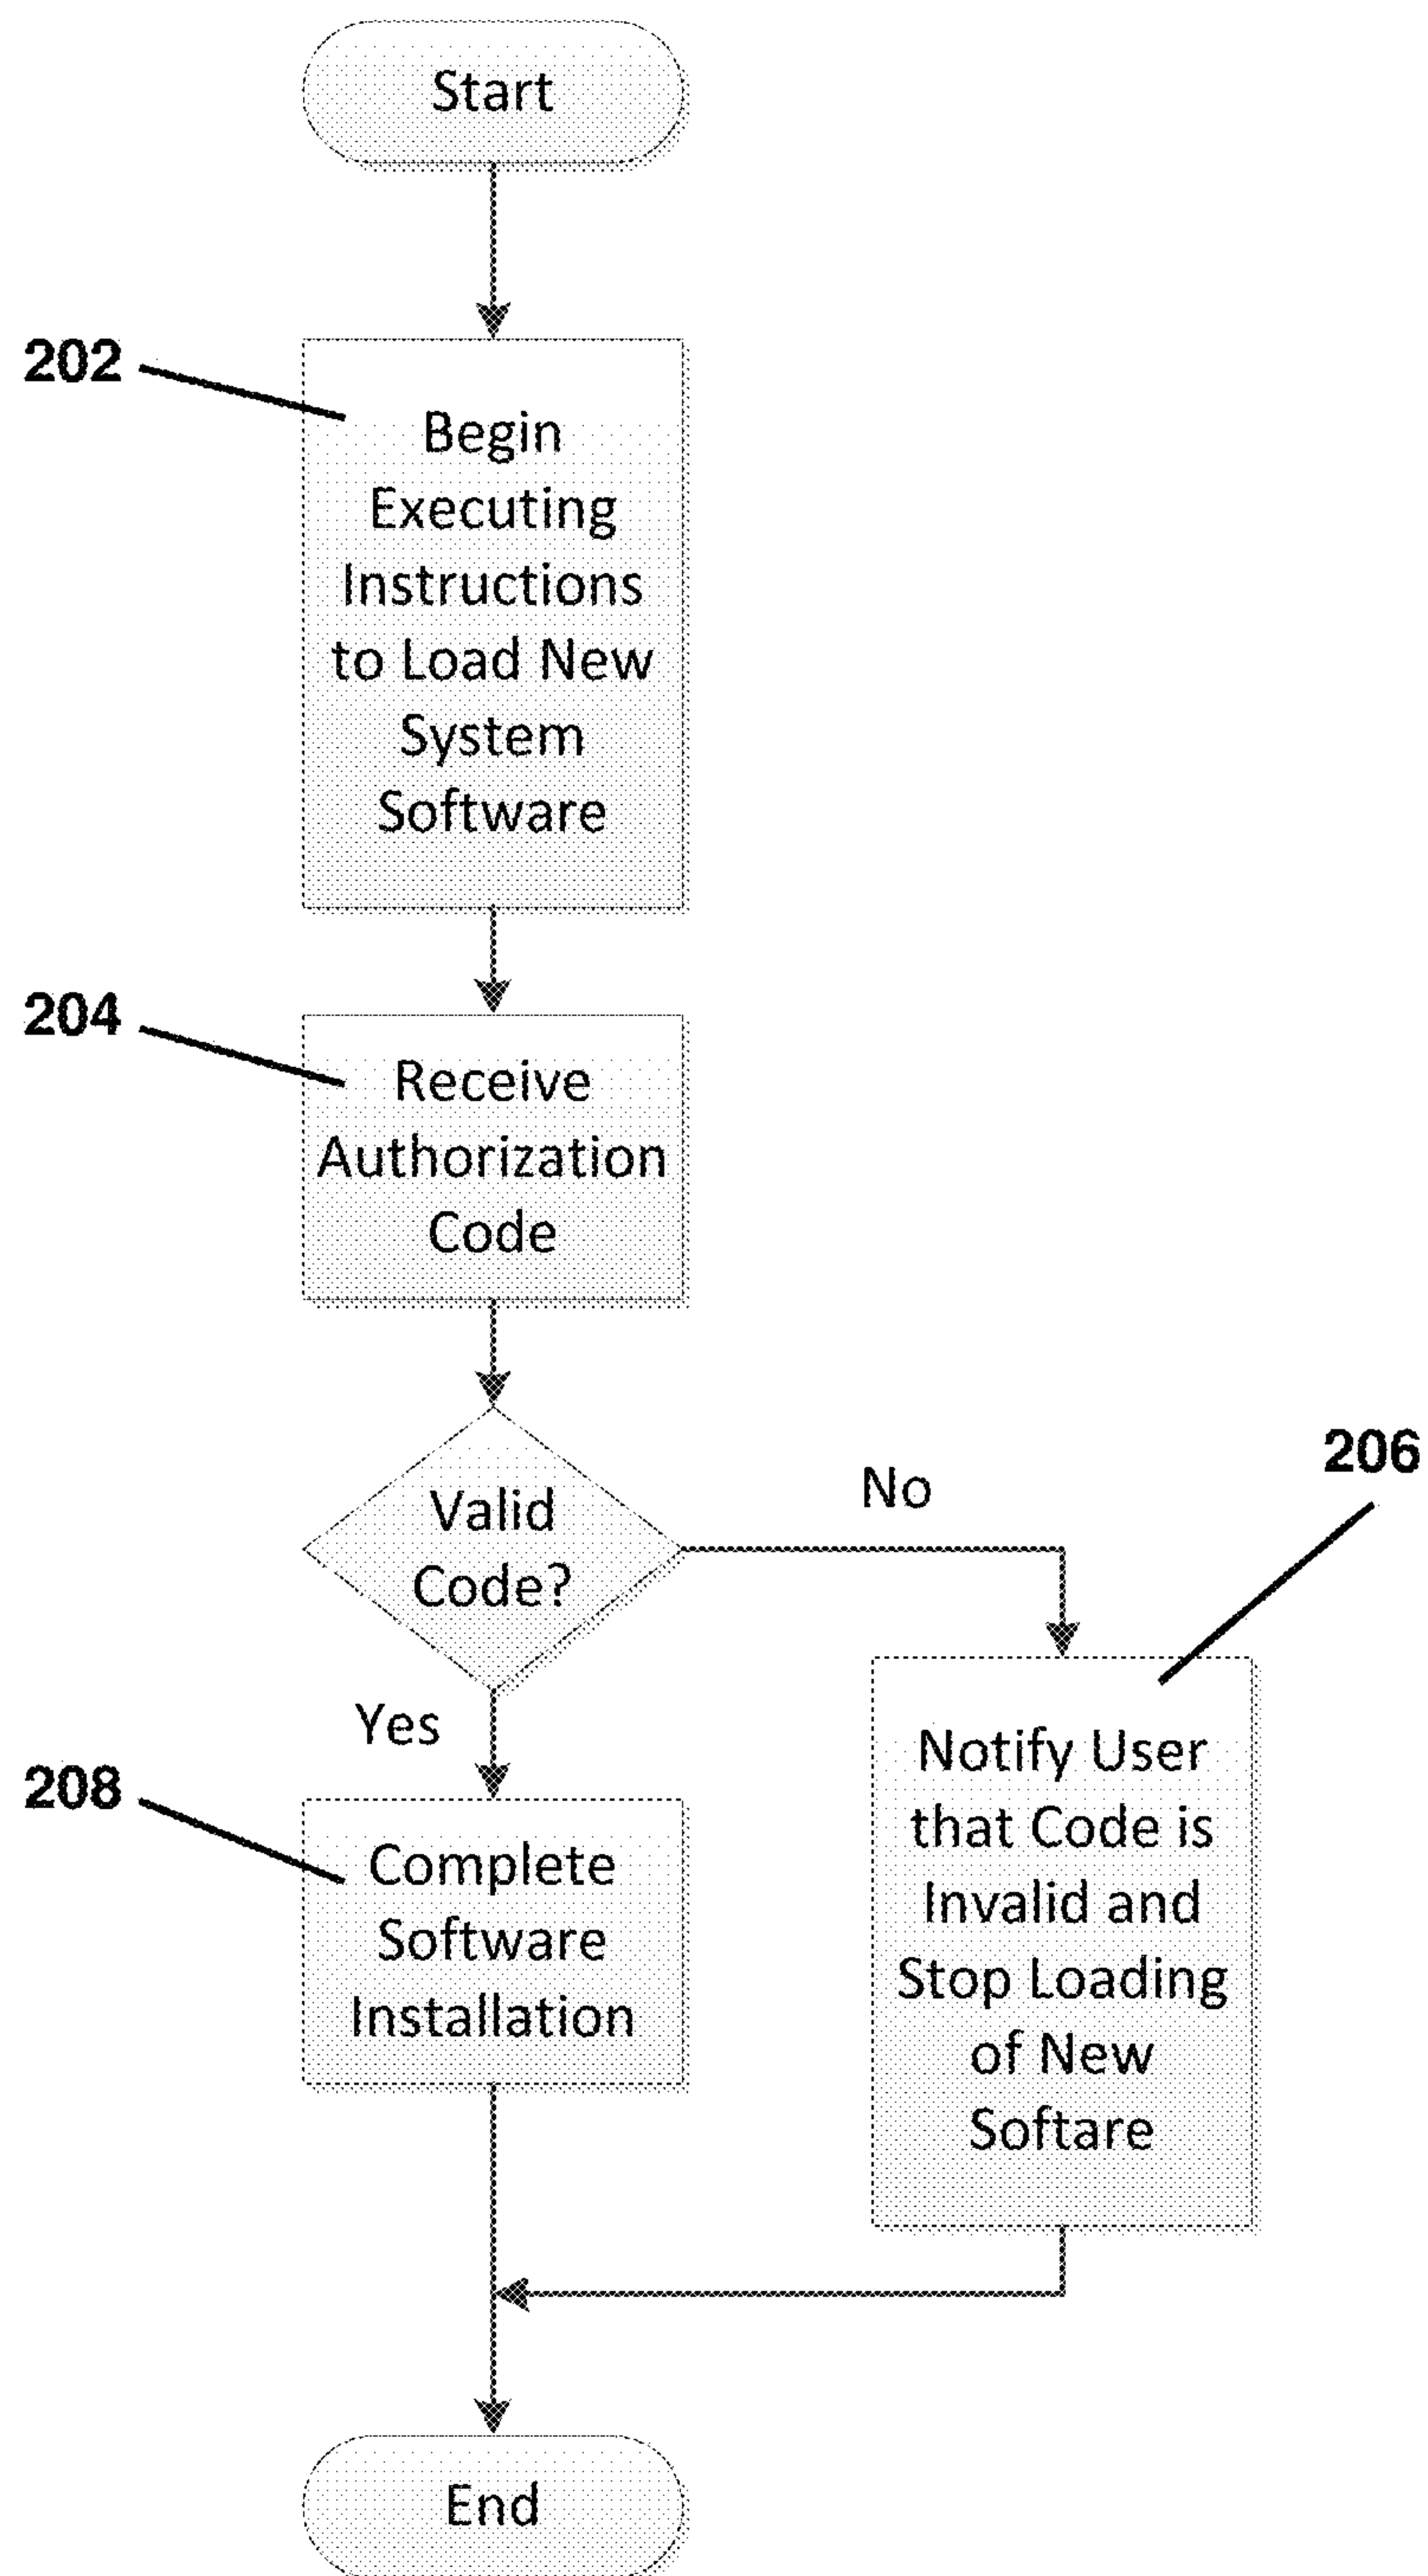 Start
202
Begin
Executing
Instructions
to Load New
System
Software
204
Receive
Authorization
Code
Valid
Code?
No
206
Yes
Notify User
that Code is
Invalid and
Stop Loading
of New
Softare
208
Complete
Software
Installation
End